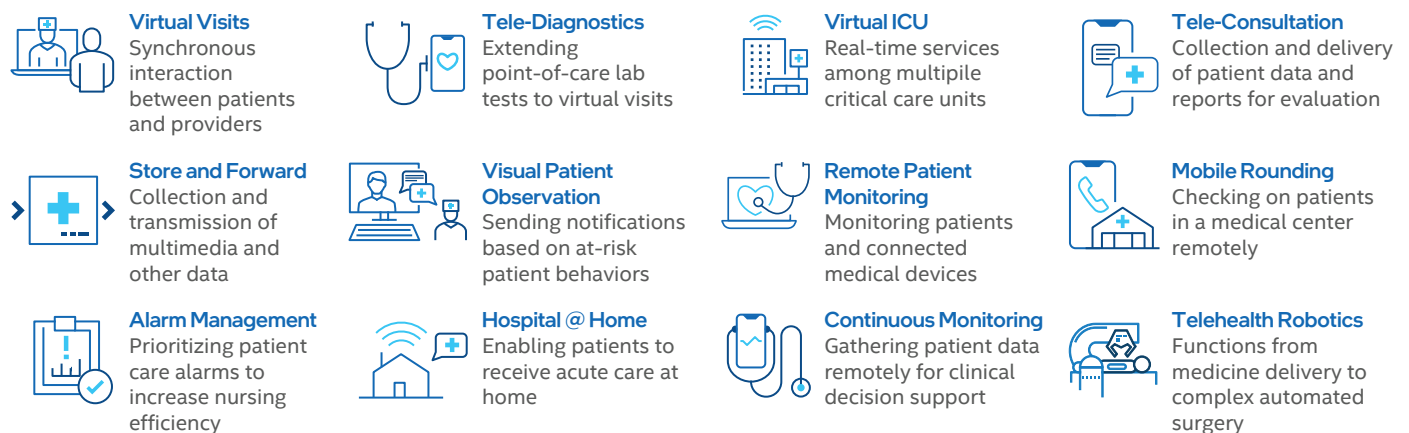 Virtual Visits
Synchronous
interaction
between patients
and providers
Tele-Diagnostics
Extending
point-of-care lab
tests to virtual visits
Virtual ICU
Real-time services
among multipile
critical care units
Tele-Consultation
Collection and delivery
of patient data and
reports for evaluation
Store and Forward
Collection and
transmission of
multimedia and
other data
Visual Patient
Observation
Sending notifications
based on at-risk
patient behaviors
Remote Patient
Monitoring
Monitoring patients
and connected
medical devices
Mobile Rounding
Checking on patients
in a medical center
remotely
Alarm Management
Prioritizing patient
care alarms to
increase nursing
efficiency
Hospital @ Home
Enabling patients to
receive acute care at
home
Continuous Monitoring
Gathering patient data
remotely for clinical
decision support
Telehealth Robotics
Functions from
medicine delivery to
complex automated
surgery